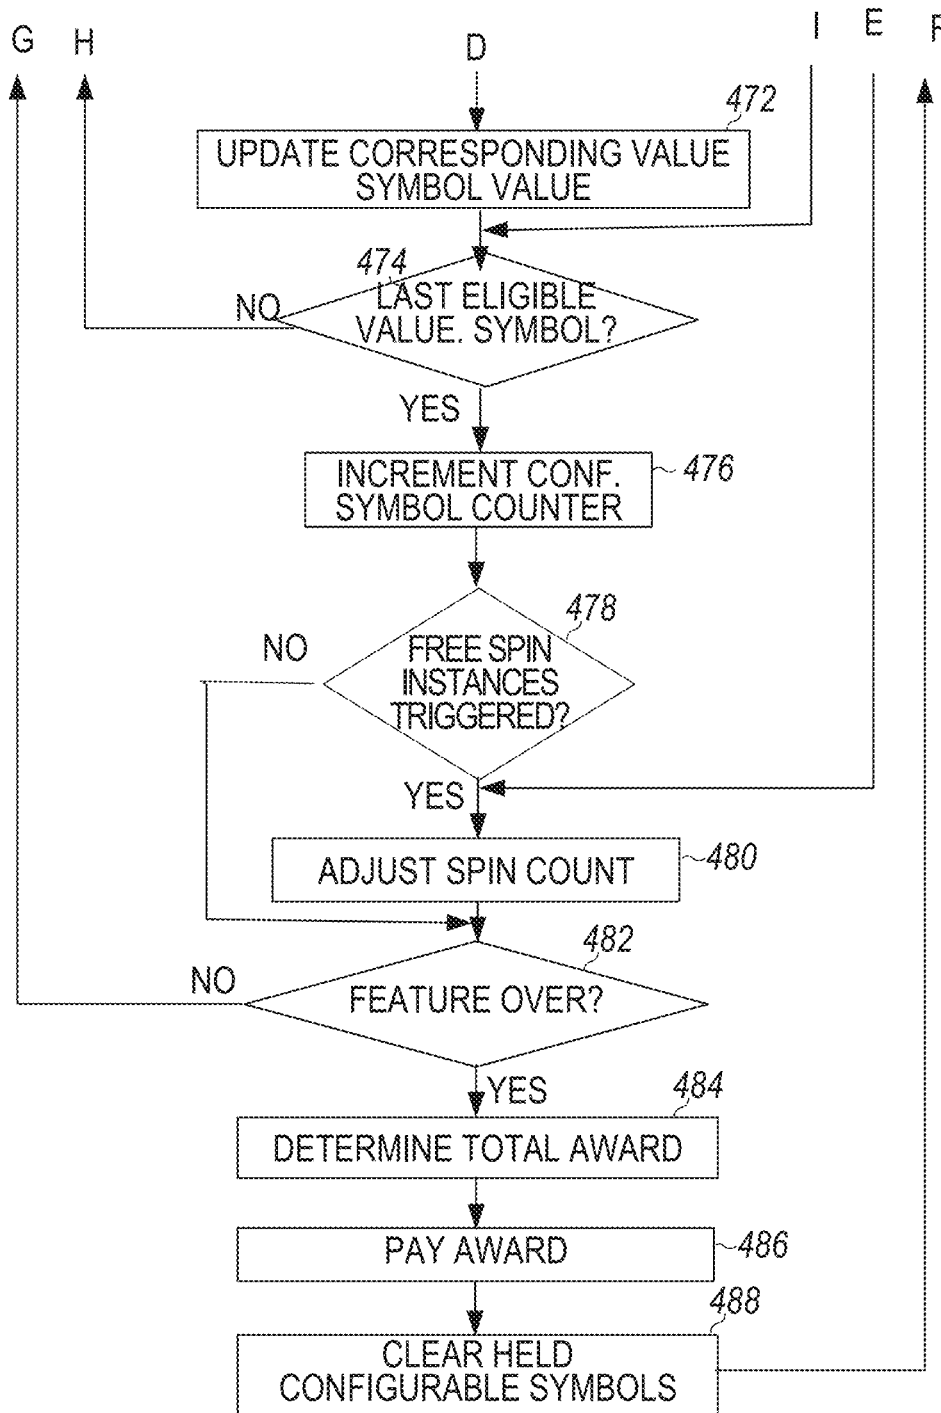 G
H
D
I
E
F
472
UPDATE CORRESPONDING VALUE
SYMBOL VALUE
474
NO
LAST ELIGIBLE
VALUE. SYMBOL?
YES
INCREMENT CONF.
SYMBOL COUNTER
476
478
NO
FREE SPIN
INSTANCES
TRIGGERED?
YES
ADJUST SPIN COUNT
480
482
NO
FEATURE OVER?
YES
484
DETERMINE TOTAL AWARD
PAY AWARD
486
488
CLEAR HELD
CONFIGURABLE SYMBOLS